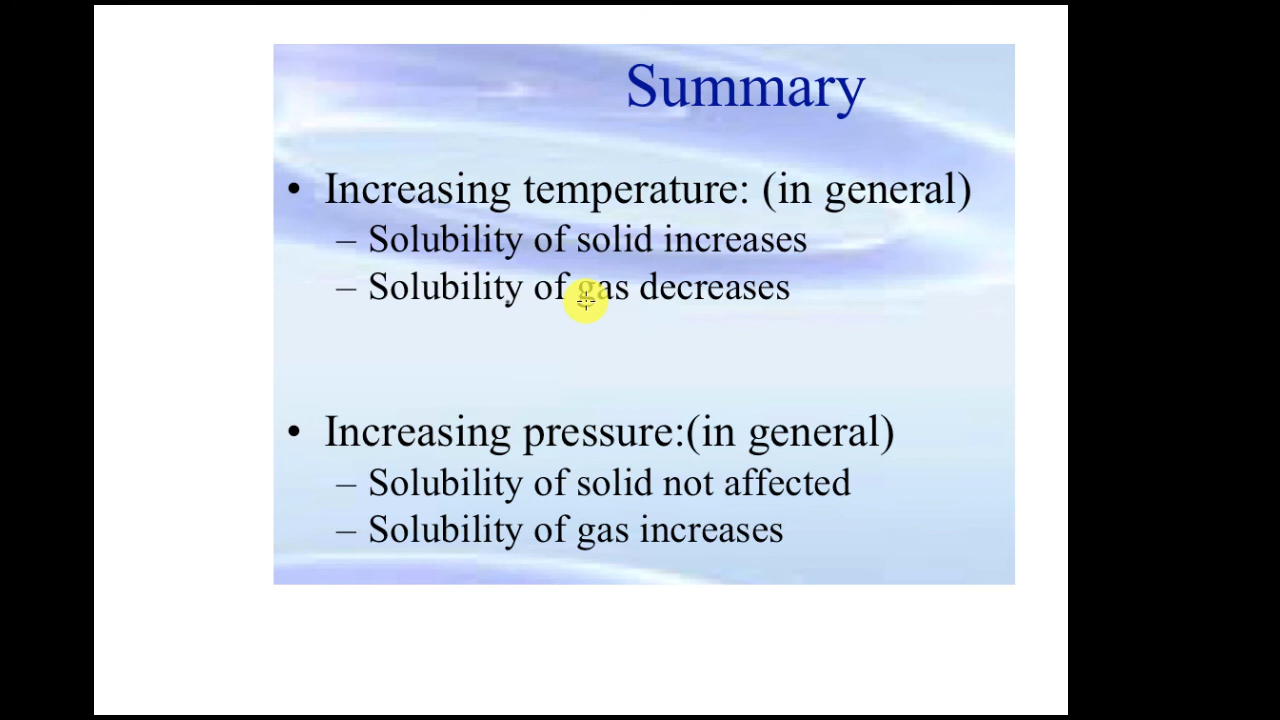 Summary
• Increasing temperature: (in general)
– Solubility of solid increases
– Solubility of gas decreases
• Increasing pressure:(in general)
– Solubility of solid not affected
– Solubility of gas increases